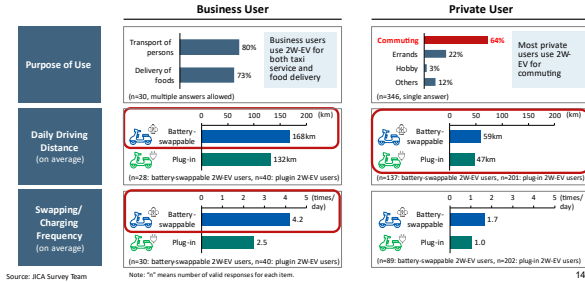 Business User
Private User
Purpose of Use
Transport of
persons
80%
Delivery of
foods
73%
Business users
use 2W-EV for
both taxi
service and
food delivery
(n=30, multiple answers allowed)
Commuting
64%
Errands
22%
Hobby
3%
Others
12%
Most private
users use 2W-
EV for
commuting
(n=346, single answer)
Daily Driving
Distance
(on average)
0 50 100 150 200 (km)
Battery-
swappable
168km
Plug-in
132km
(n=28: battery-swappable 2W-EV users, n=40: plugin 2W-EV users)
(km)
0 50 100 150 200
Battery-
swappable
59km
Plug-in
47km
(n=137: battery-swappable 2W-EV users, n=201: plug-in 2W-EV users)
Swapping/
Charging
Frequency
(on average)
0 1 2 3 4 5 (times/
day)
Battery-
swappable
4.2
Plug-in
2.5
(n=30: battery-swappable 2W-EV users, n=40: plug-in 2W-EV users)
0 1 2 3 4 5 (times/
day)
Battery-
swappable
1.7
Plug-in
1.0
(n=89: battery-swappable 2W-EV users, n=202: plug-in 2W-EV users)
Source: JICA Survey Team
Note: "n" means number of valid responses for each item.
14